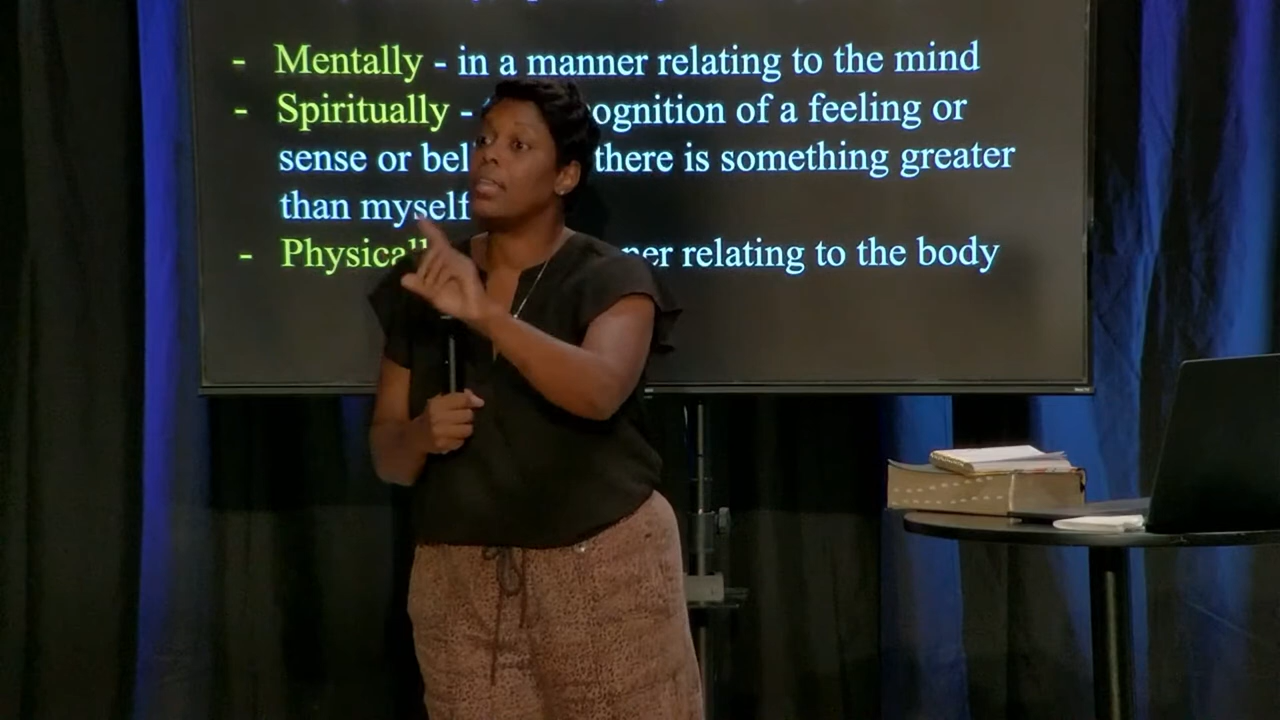 - Mentally - in a manner relating to the mind
- Spiritually - ognition of a feeling or
sense or bel there is something greater
than myself
- Physicall ner relating to the body